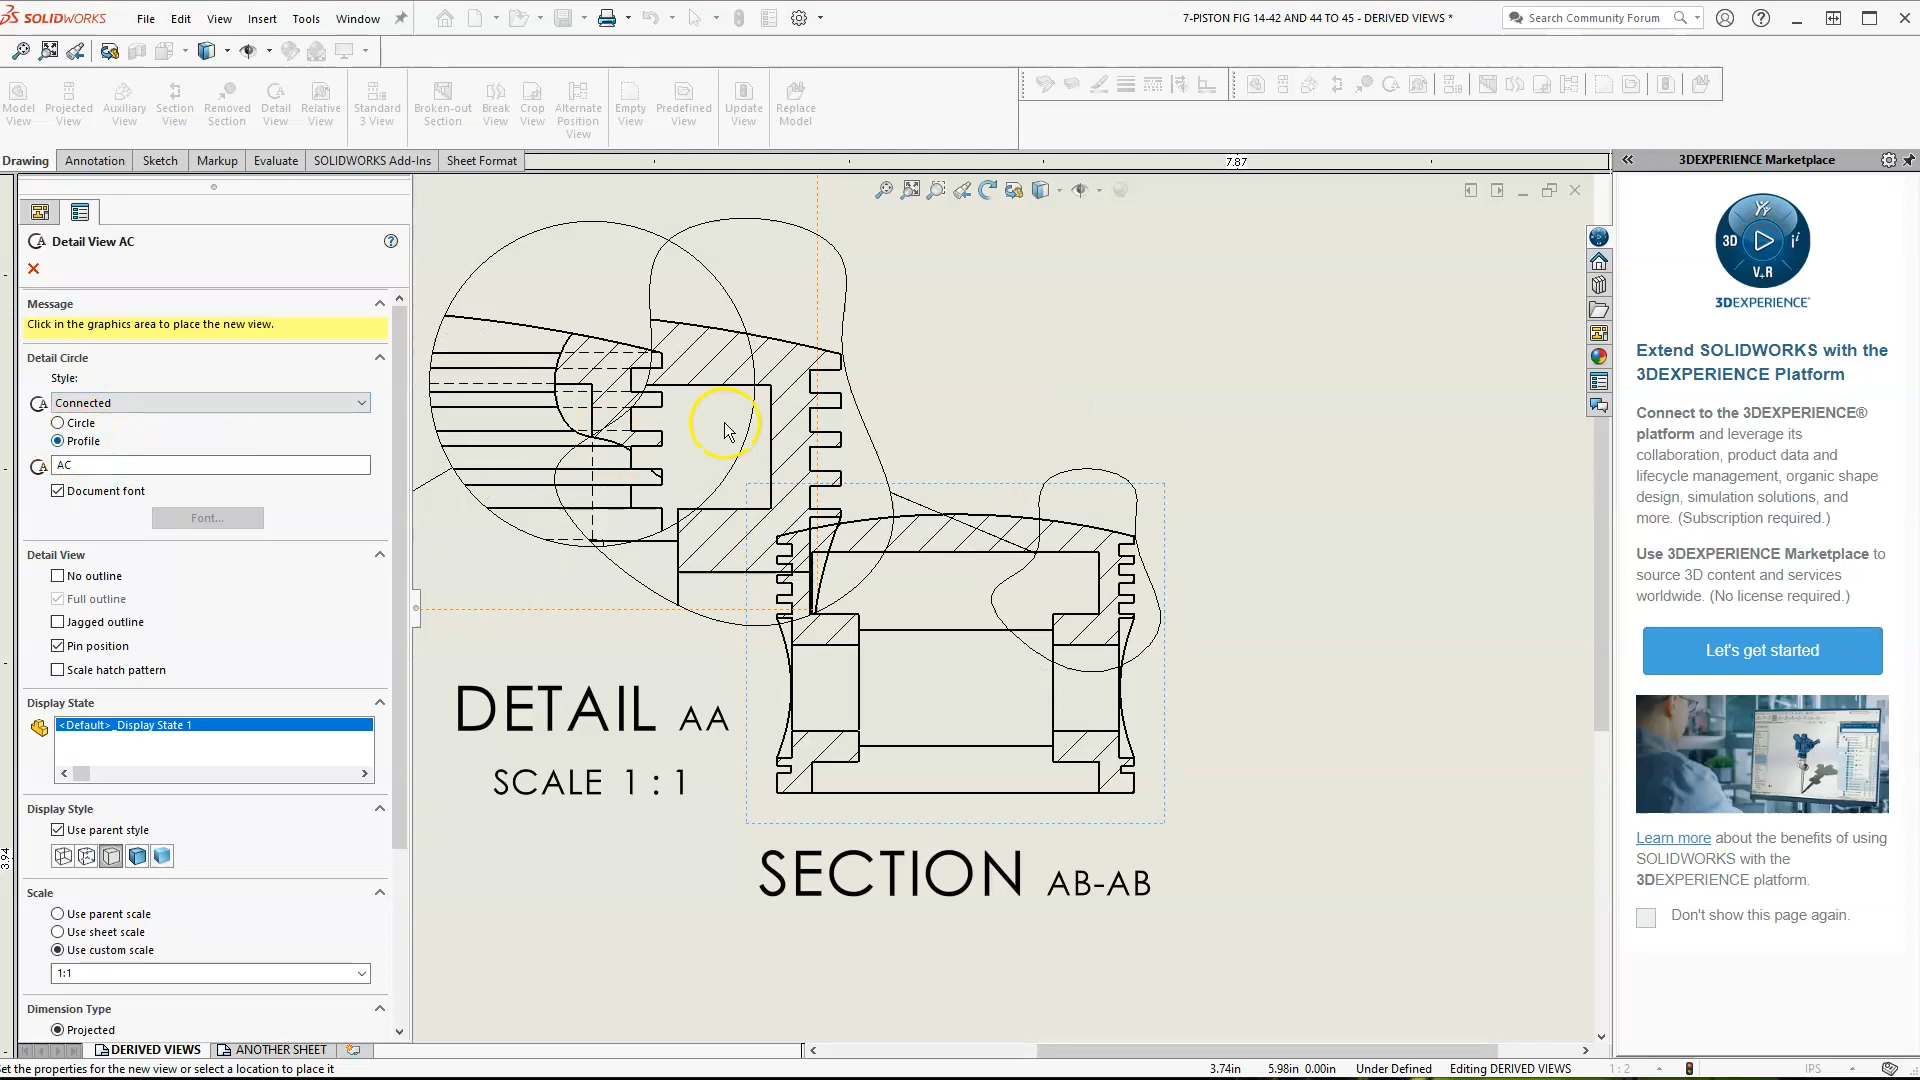 SOLIDWORKS
File
Edit
View
Insert
Tools
Window
7-PISTON FIG 14-42 AND 44 TO 45 - DERIVED VIEWS *
Search Community Forum
Model View
Projected View
Auxiliary View
Section View
Removed Section
Detail View
Relative View
Standard 3 View
Broken-out Section
Break View
Crop View
Alternate Position View
Empty View
Predefined View
Update View
Replace Model
Drawing
Annotation
Sketch
Markup
Evaluate
SOLIDWORKS Add-Ins
Sheet Format
7.87
3DEXPERIENCE Marketplace
Detail View AC
Message
Click in the graphics area to place the new view.
Detail Circle
Style:
Connected
Circle
Profile
AC
Document font
Font...
Detail View
No outline
Full outline
Jagged outline
Pin position
Scale hatch pattern
Display State
<Default>_Display State 1
Display Style
Use parent style
Scale
Use parent scale
Use sheet scale
Use custom scale
1:1
Dimension Type
Projected
3.94
DETAIL AA
SCALE 1 : 1
SECTION AB-AB
3D
V+R
3DEXPERIENCE
Extend SOLIDWORKS with the
3DEXPERIENCE Platform
Connect to the 3DEXPERIENCE®
platform and leverage its
collaboration, product data and
lifecycle management, organic shape
design, simulation solutions, and
more. (Subscription required.)
Use 3DEXPERIENCE Marketplace to
source 3D content and services
worldwide. (No license required.)
Let's get started
Learn more about the benefits of using
SOLIDWORKS with the
3DEXPERIENCE platform.
Don't show this page again.
DERIVED VIEWS
ANOTHER SHEET
et the properties for the new view or select a location to place it
3.74in
5.98in
0.00in
Under Defined
Editing DERIVED VIEWS
1 : 2
IPS